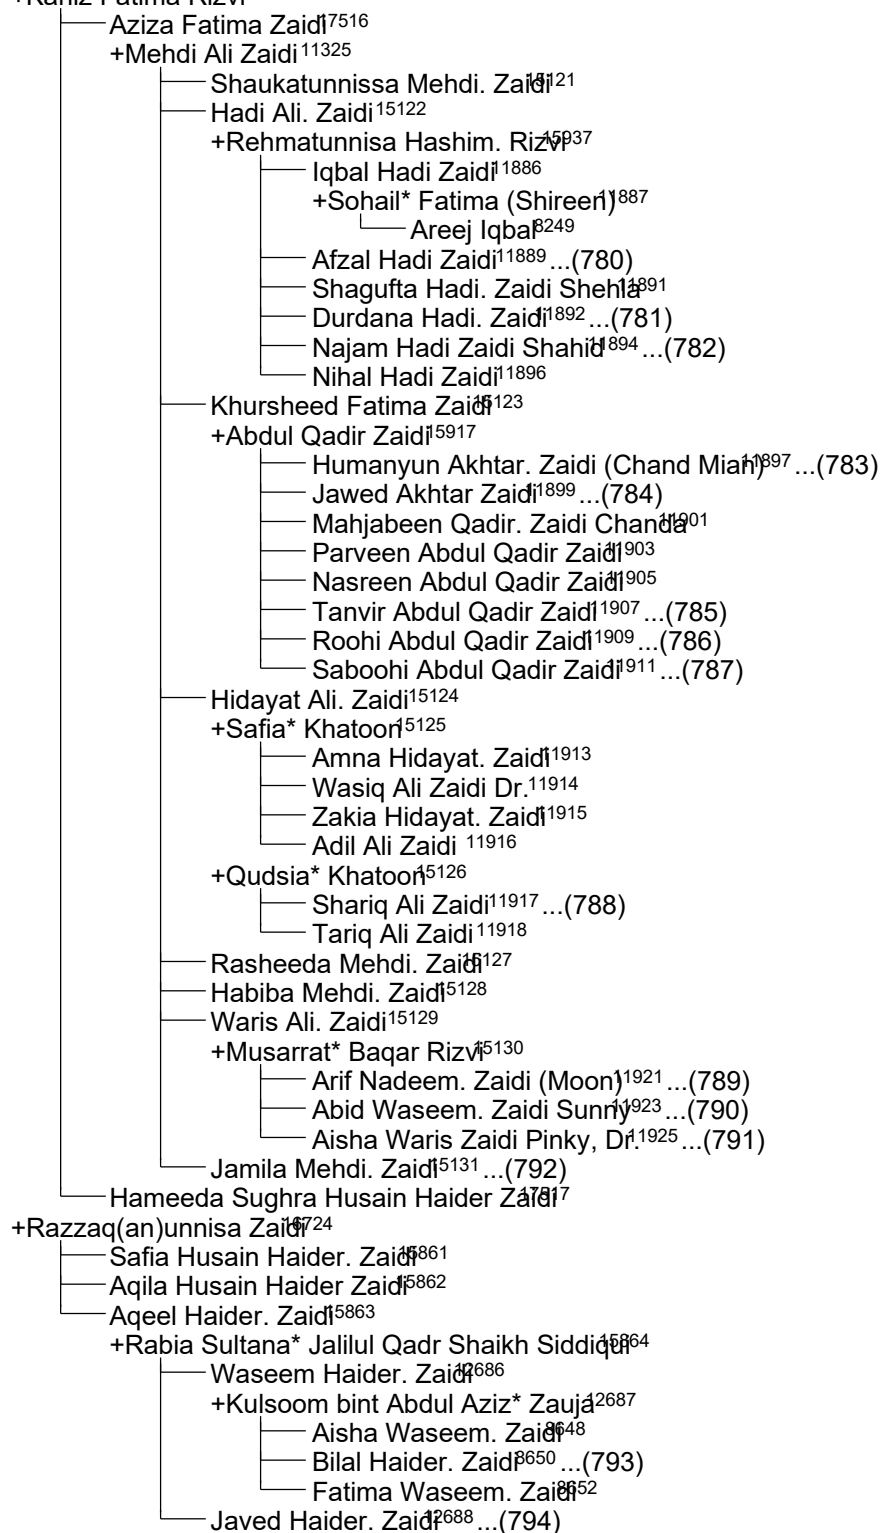 +Kaniz Fatima Rizvi
Aziza Fatima Zaidi17516
+Mehdi Ali Zaidi11325
Shaukatunnissa Mehdi. Zaidi15121
Hadi Ali. Zaidi15122
+Rehmatunnisa Hashim. Rizvi15937
Iqbal Hadi Zaidi11886
+Sohail* Fatima (Shireen)11887
Areej Iqbal8249
Afzal Hadi Zaidi11889 ...(780)
Shagufta Hadi. Zaidi Shehla11891
Durdana Hadi. Zaidi11892 ...(781)
Najam Hadi Zaidi Shahid11894 ...(782)
Nihal Hadi Zaidi11896
Khursheed Fatima Zaidi15123
+Abdul Qadir Zaidi15917
Humanyun Akhtar. Zaidi (Chand Mian)11897 ...(783)
Jawed Akhtar Zaidi11899 ...(784)
Mahjabeen Qadir. Zaidi Chanda11901
Parveen Abdul Qadir Zaidi11903
Nasreen Abdul Qadir Zaidi11905
Tanvir Abdul Qadir Zaidi11907 ...(785)
Roohi Abdul Qadir Zaidi11909 ...(786)
Saboohi Abdul Qadir Zaidi11911 ...(787)
Hidayat Ali. Zaidi15124
+Safia* Khatoon15125
Amna Hidayat. Zaidi11913
Wasiq Ali Zaidi Dr.11914
Zakia Hidayat. Zaidi11915
Adil Ali Zaidi 11916
+Qudsia* Khatoon15126
Shariq Ali Zaidi11917 ...(788)
Tariq Ali Zaidi11918
Rasheeda Mehdi. Zaidi15127
Habiba Mehdi. Zaidi15128
Waris Ali. Zaidi15129
+Musarrat* Baqar Rizvi15130
Arif Nadeem. Zaidi (Moon)11921 ...(789)
Abid Waseem. Zaidi Sunny11923 ...(790)
Aisha Waris Zaidi Pinky, Dr.11925 ...(791)
Jamila Mehdi. Zaidi15131 ...(792)
Hameeda Sughra Husain Haider Zaidi17517
+Razzaq(an)unnisa Zaidi16724
Safia Husain Haider. Zaidi15861
Aqila Husain Haider Zaidi15862
Aqeel Haider. Zaidi15863
+Rabia Sultana* Jalilul Qadr Shaikh Siddiqui15864
Waseem Haider. Zaidi12686
+Kulsoom bint Abdul Aziz* Zauja12687
Aisha Waseem. Zaidi8648
Bilal Haider. Zaidi8650 ...(793)
Fatima Waseem. Zaidi8652
Javed Haider. Zaidi12688 ...(794)